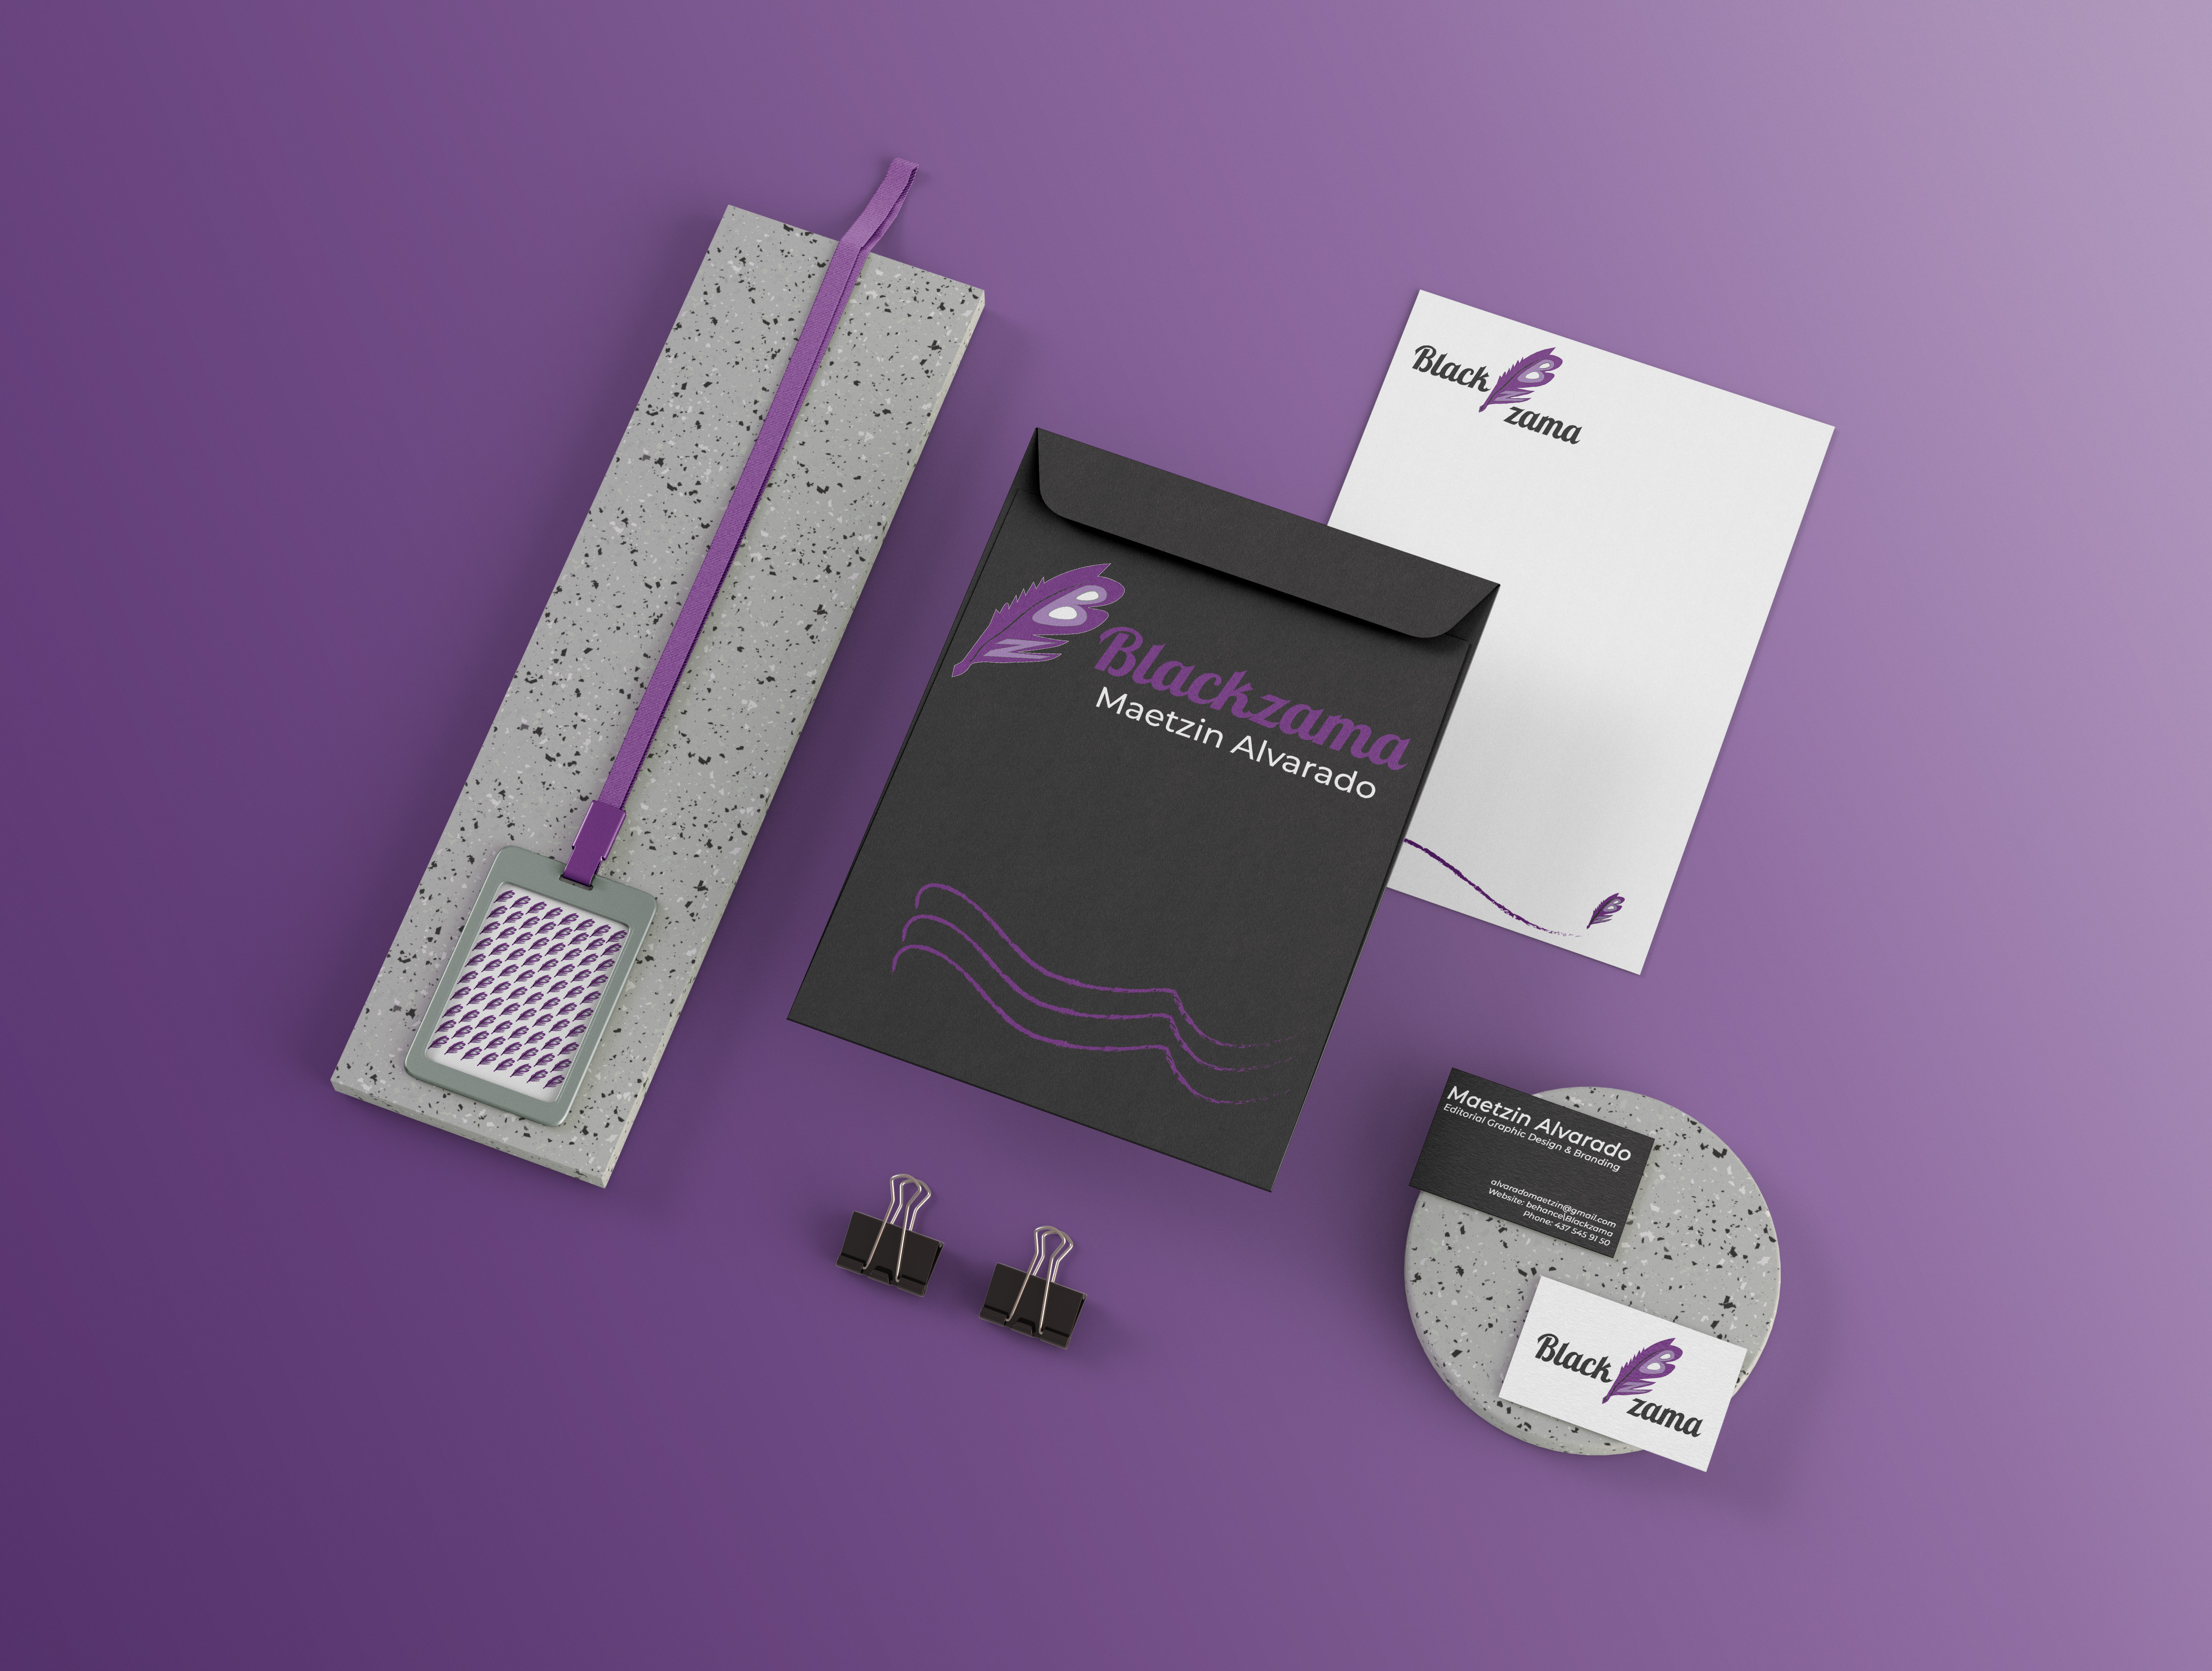 Black
zama
Blackzama
Maetzin Alvarado
Maetzin Alvarado
Editorial Graphic Design & Branding
alvaradomaetzin@gmail.com
Website: behance\Blackzama
Phone: 437 545 91 50
Black
zama